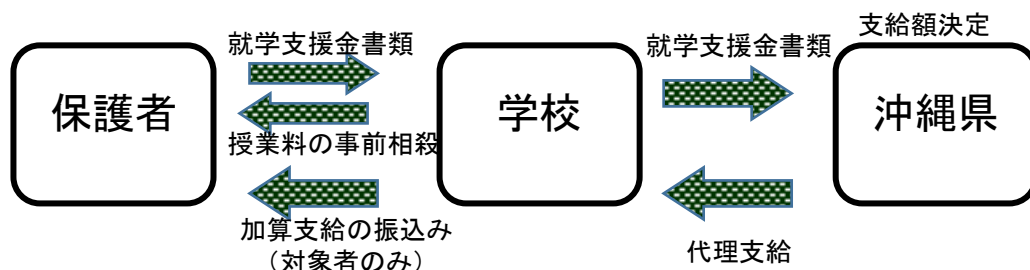 支給額決定
就学支援金書類
就学支援金書類
保護者
学校
沖縄県
授業料の事前相殺
加算支給の振込み
（対象者のみ）
代理支給